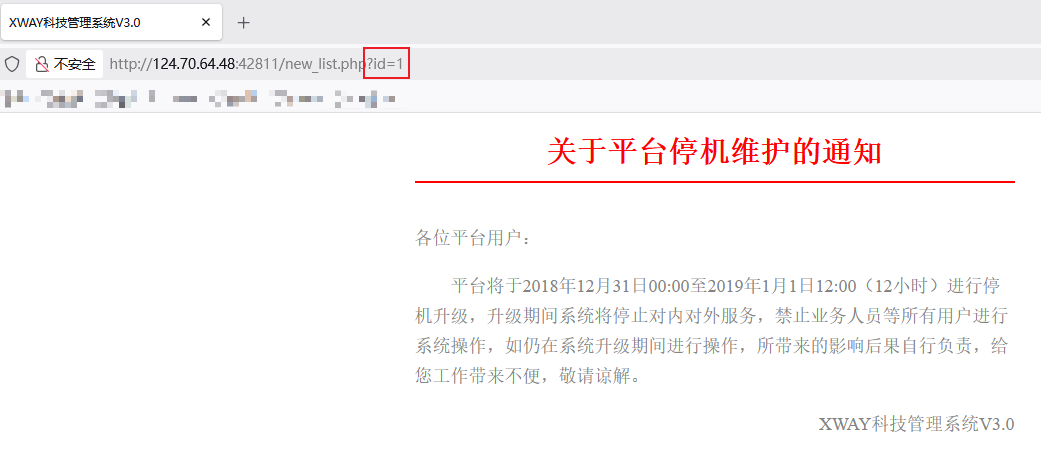 XWAY科技管理系统V3.0
不安全 http://124.70.64.48:42811/new_list.php?id=1
关于平台停机维护的通知
各位平台用户：
平台将于2018年12月31日00:00至2019年1月1日12:00（12小时）进行停
机升级，升级期间系统将停止对内对外服务，禁止业务人员等所有用户进行
系统操作，如仍在系统升级期间进行操作，所带来的影响后果自行负责，给
您工作带来不便，敬请谅解。
XWAY科技管理系统V3.0